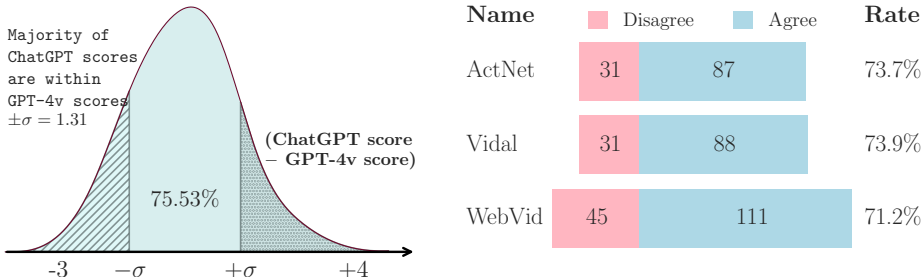 Majority of
ChatGPT scores
are within
GPT-4v scores
±σ = 1.31
(ChatGPT score
− GPT-4v score)
75.53%
-3 −σ +σ +4
Name Disagree Agree Rate
ActNet 31 87 73.7%
Vidal 31 88 73.9%
WebVid 45 111 71.2%